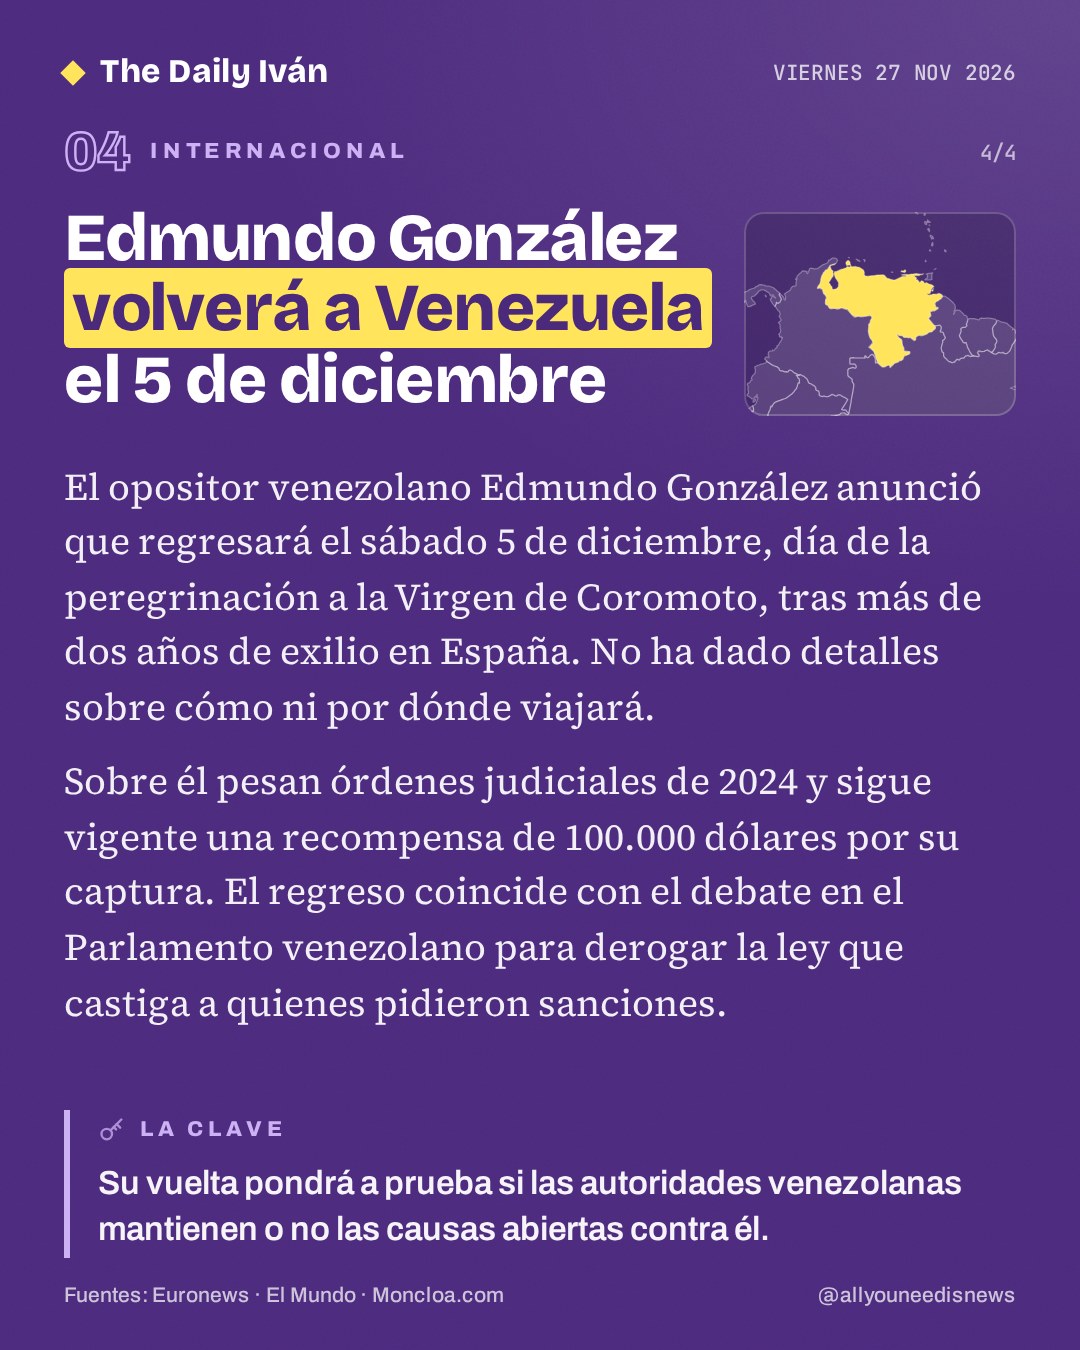 The Daily Iván
VIERNES 27 NOV 2026
04 INTERNACIONAL
4/4
Edmundo González
volverá a Venezuela
el 5 de diciembre
El opositor venezolano Edmundo González anunció
que regresará el sábado 5 de diciembre, día de la
peregrinación a la Virgen de Coromoto, tras más de
dos años de exilio en España. No ha dado detalles
sobre cómo ni por dónde viajará.
Sobre él pesan órdenes judiciales de 2024 y sigue
vigente una recompensa de 100.000 dólares por su
captura. El regreso coincide con el debate en el
Parlamento venezolano para derogar la ley que
castiga a quienes pidieron sanciones.
LA CLAVE
Su vuelta pondrá a prueba si las autoridades venezolanas
mantienen o no las causas abiertas contra él.
Fuentes: Euronews · El Mundo · Moncloa.com
@allyouneedisnews